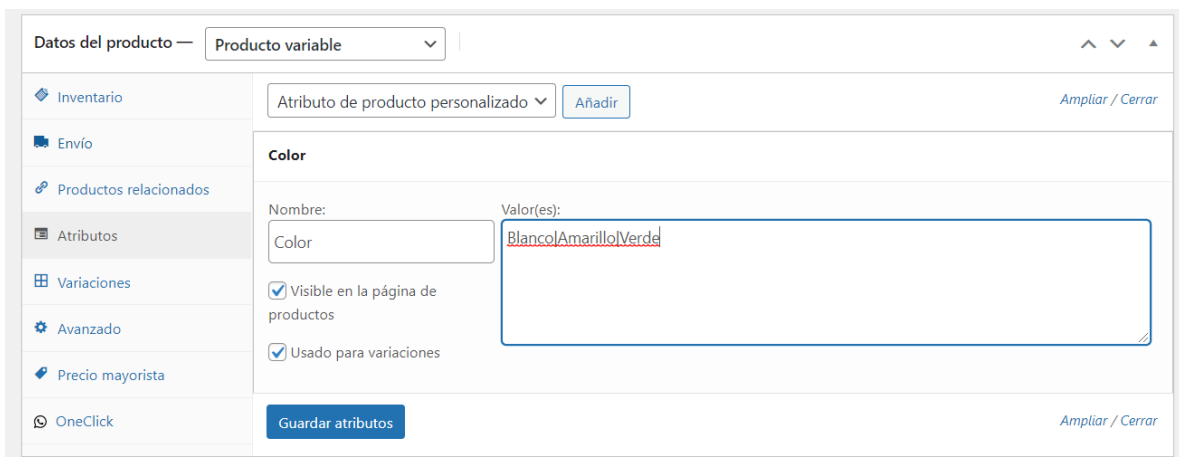 Datos del producto — Producto variable
Inventario
Envío
Productos relacionados
Atributos
Variaciones
Avanzado
Precio mayorista
OneClick
Atributo de producto personalizado Añadir Ampliar / Cerrar
Color
Nombre: Valor(es):
Color Blanco|Amarillo|Verde
Visible en la página de
productos
Usado para variaciones
Guardar atributos Ampliar / Cerrar